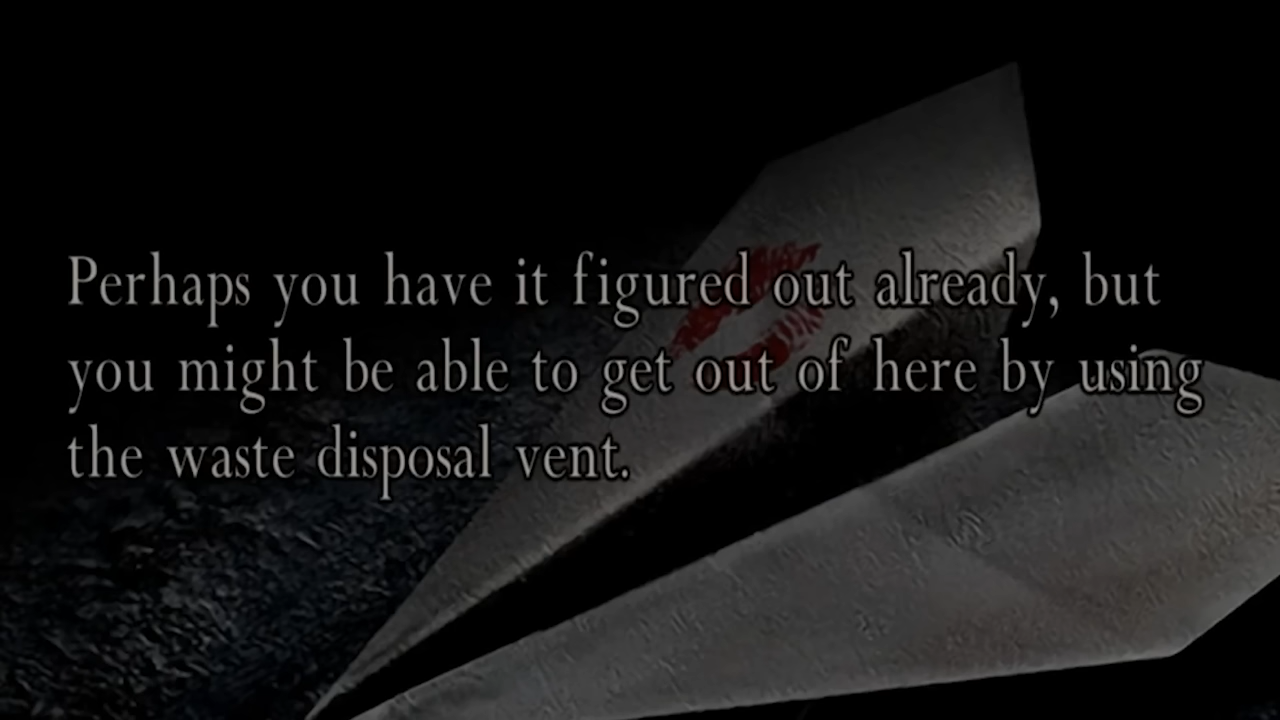 Perhaps you have it figured out already, but
you might be able to get out of here by using
the waste disposal vent.